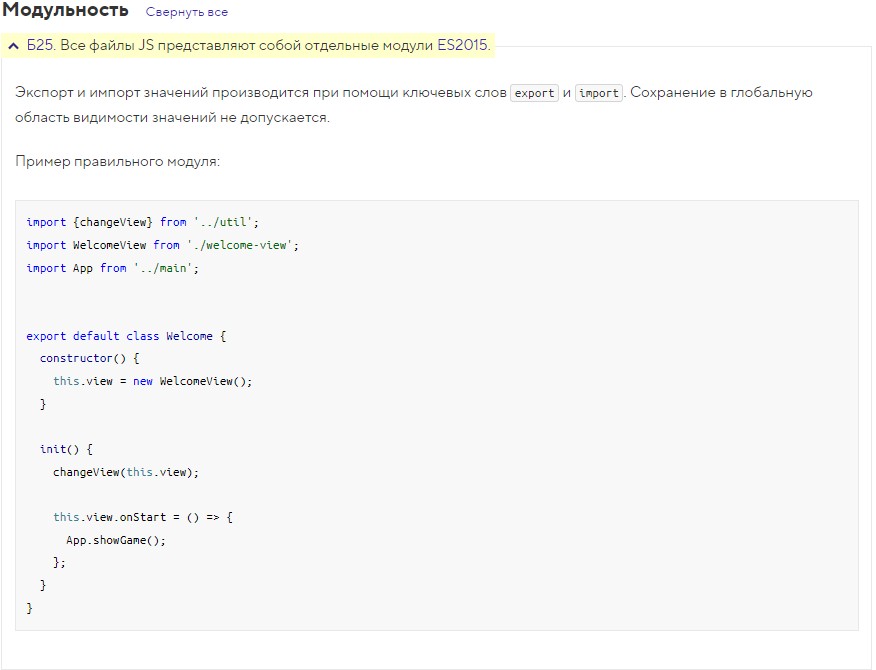 Модульность Свернуть все
Б25. Все файлы JS представляют собой отдельные модули ES2015.
Экспорт и импорт значений производится при помощи ключевых слов export и import. Сохранение в глобальную
область видимости значений не допускается.
Пример правильного модуля:
import {changeView} from '../util';
import WelcomeView from './welcome-view';
import App from '../main';
export default class Welcome {
constructor() {
this.view = new WelcomeView();
}
init() {
changeView(this.view);
this.view.onStart = () => {
App.showGame();
};
}
}